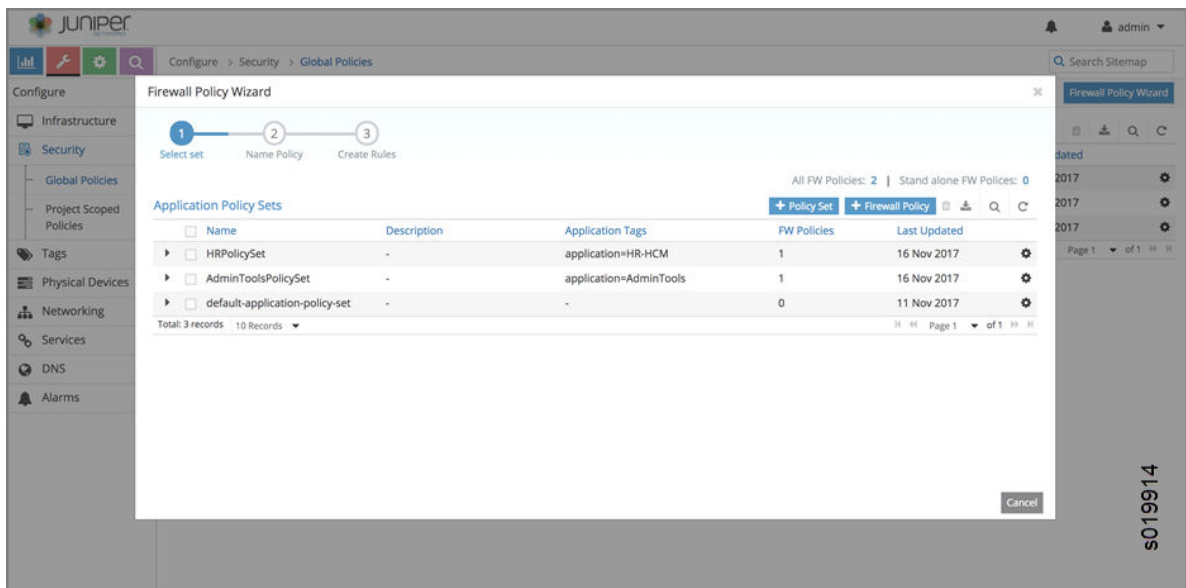 JUNIPER
NETWORKS
admin
Configure > Security > Global Policies
Search Sitemap
Configure
Firewall Policy Wizard
Infrastructure
Security
Global Policies
Project Scoped
Policies
Tags
Physical Devices
Networking
Services
DNS
Alarms
Firewall Policy Wizard
1 2 3
Select set Name Policy Create Rules
All FW Policies: 2 | Stand alone FW Polices: 0
Application Policy Sets
+ Policy Set + Firewall Policy
Name Description Application Tags FW Policies Last Updated
HRPolicySet - application=HR-HCM 1 16 Nov 2017
AdminToolsPolicySet - application=AdminTools 1 16 Nov 2017
default-application-policy-set - - 0 11 Nov 2017
Total: 3 records 10 Records Page 1 of 1
Cancel
dated
2017
2017
2017
Page 1 of 1
s019914